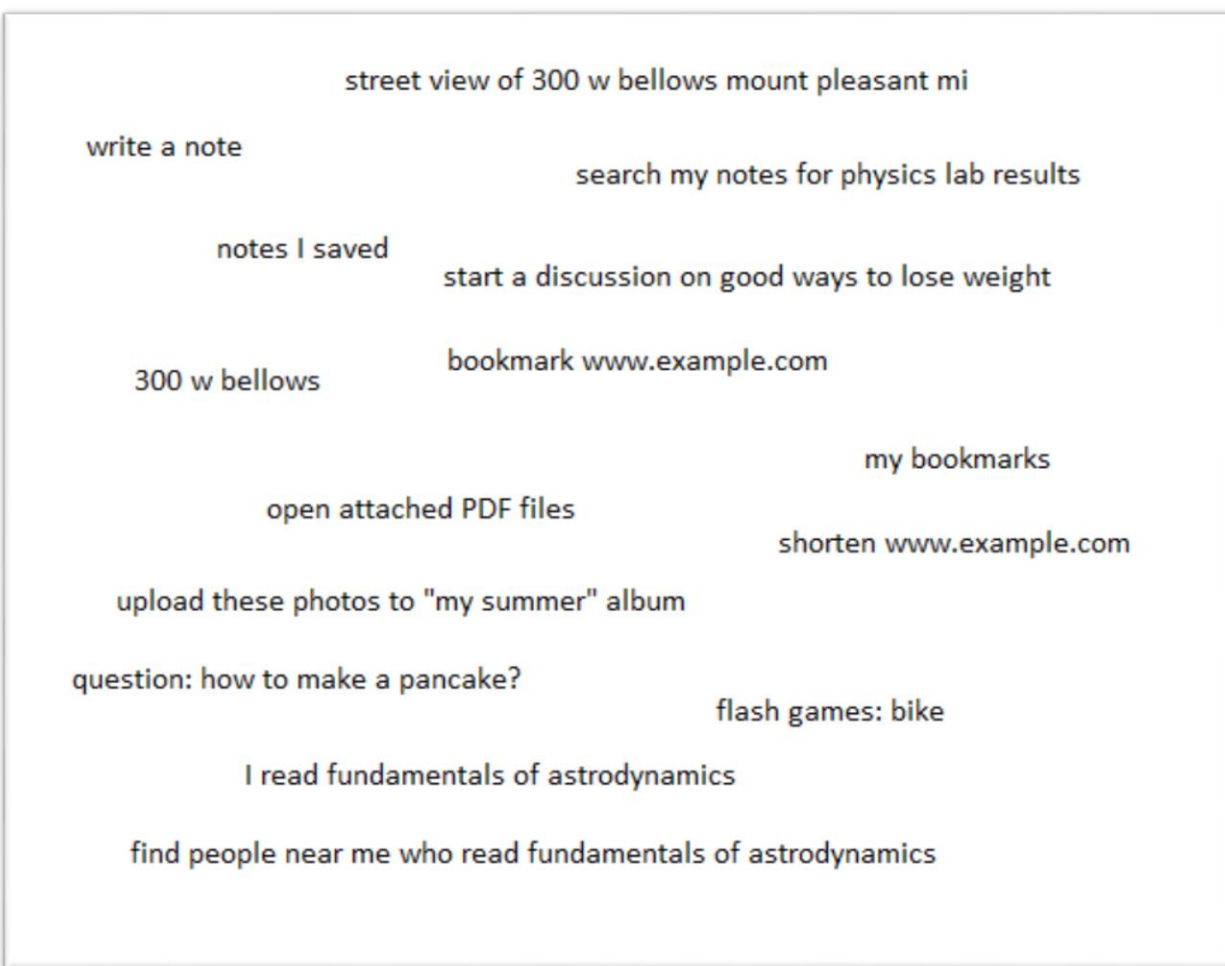 street view of 300 w bellows mount pleasant mi
write a note
search my notes for physics lab results
notes I saved
start a discussion on good ways to lose weight
bookmark www.example.com
300 w bellows
my bookmarks
open attached PDF files
shorten www.example.com
upload these photos to "my summer" album
question: how to make a pancake?
flash games: bike
I read fundamentals of astrodynamics
find people near me who read fundamentals of astrodynamics